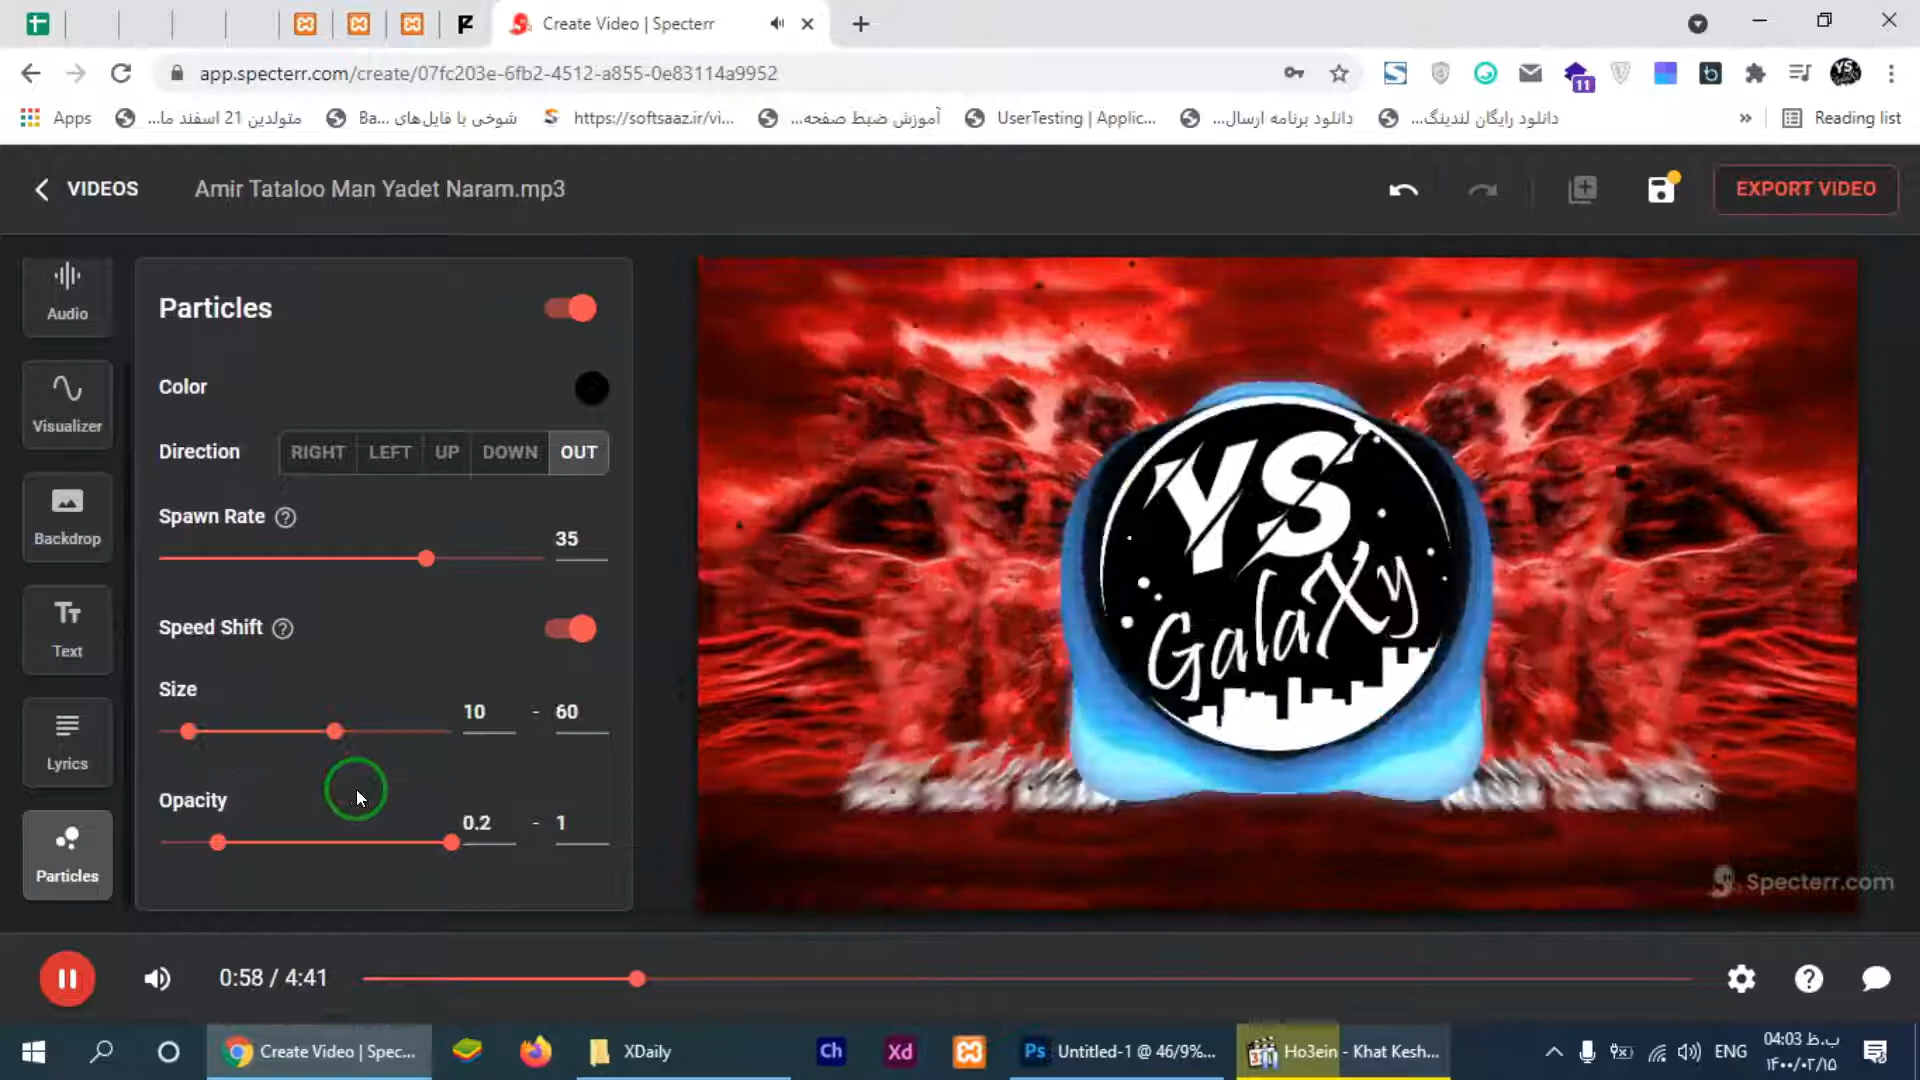 Create Video | Specterr
app.specterr.com/create/07fc203e-6fb2-4512-a855-0e83114a9952
11
Apps
متولدین 21 اسفند ما...
شوخی با فایل‌های Ba...
https://softsaaz.ir/vi...
آموزش ضبط صفحه...
UserTesting | Applic...
دانلود برنامه ارسال...
دانلود رایگان لندینگ...
»
Reading list
VIDEOS
Amir Tataloo Man Yadet Naram.mp3
EXPORT VIDEO
Audio
Visualizer
Backdrop
Text
Lyrics
Particles
Particles
Color
Direction
RIGHT LEFT UP DOWN OUT
Spawn Rate
35
Speed Shift
Size
10 - 60
Opacity
0.2 - 1
YS
GalaXy
Specterr.com
0:58 / 4:41
Create Video | Spec...
XDaily
Ch
Xd
Ps
Untitled-1 @ 46/9%...
Ho3ein - Khat Kesh...
ENG
04:03 ب.ظ
۱۴۰۰/۰۲/۱۵